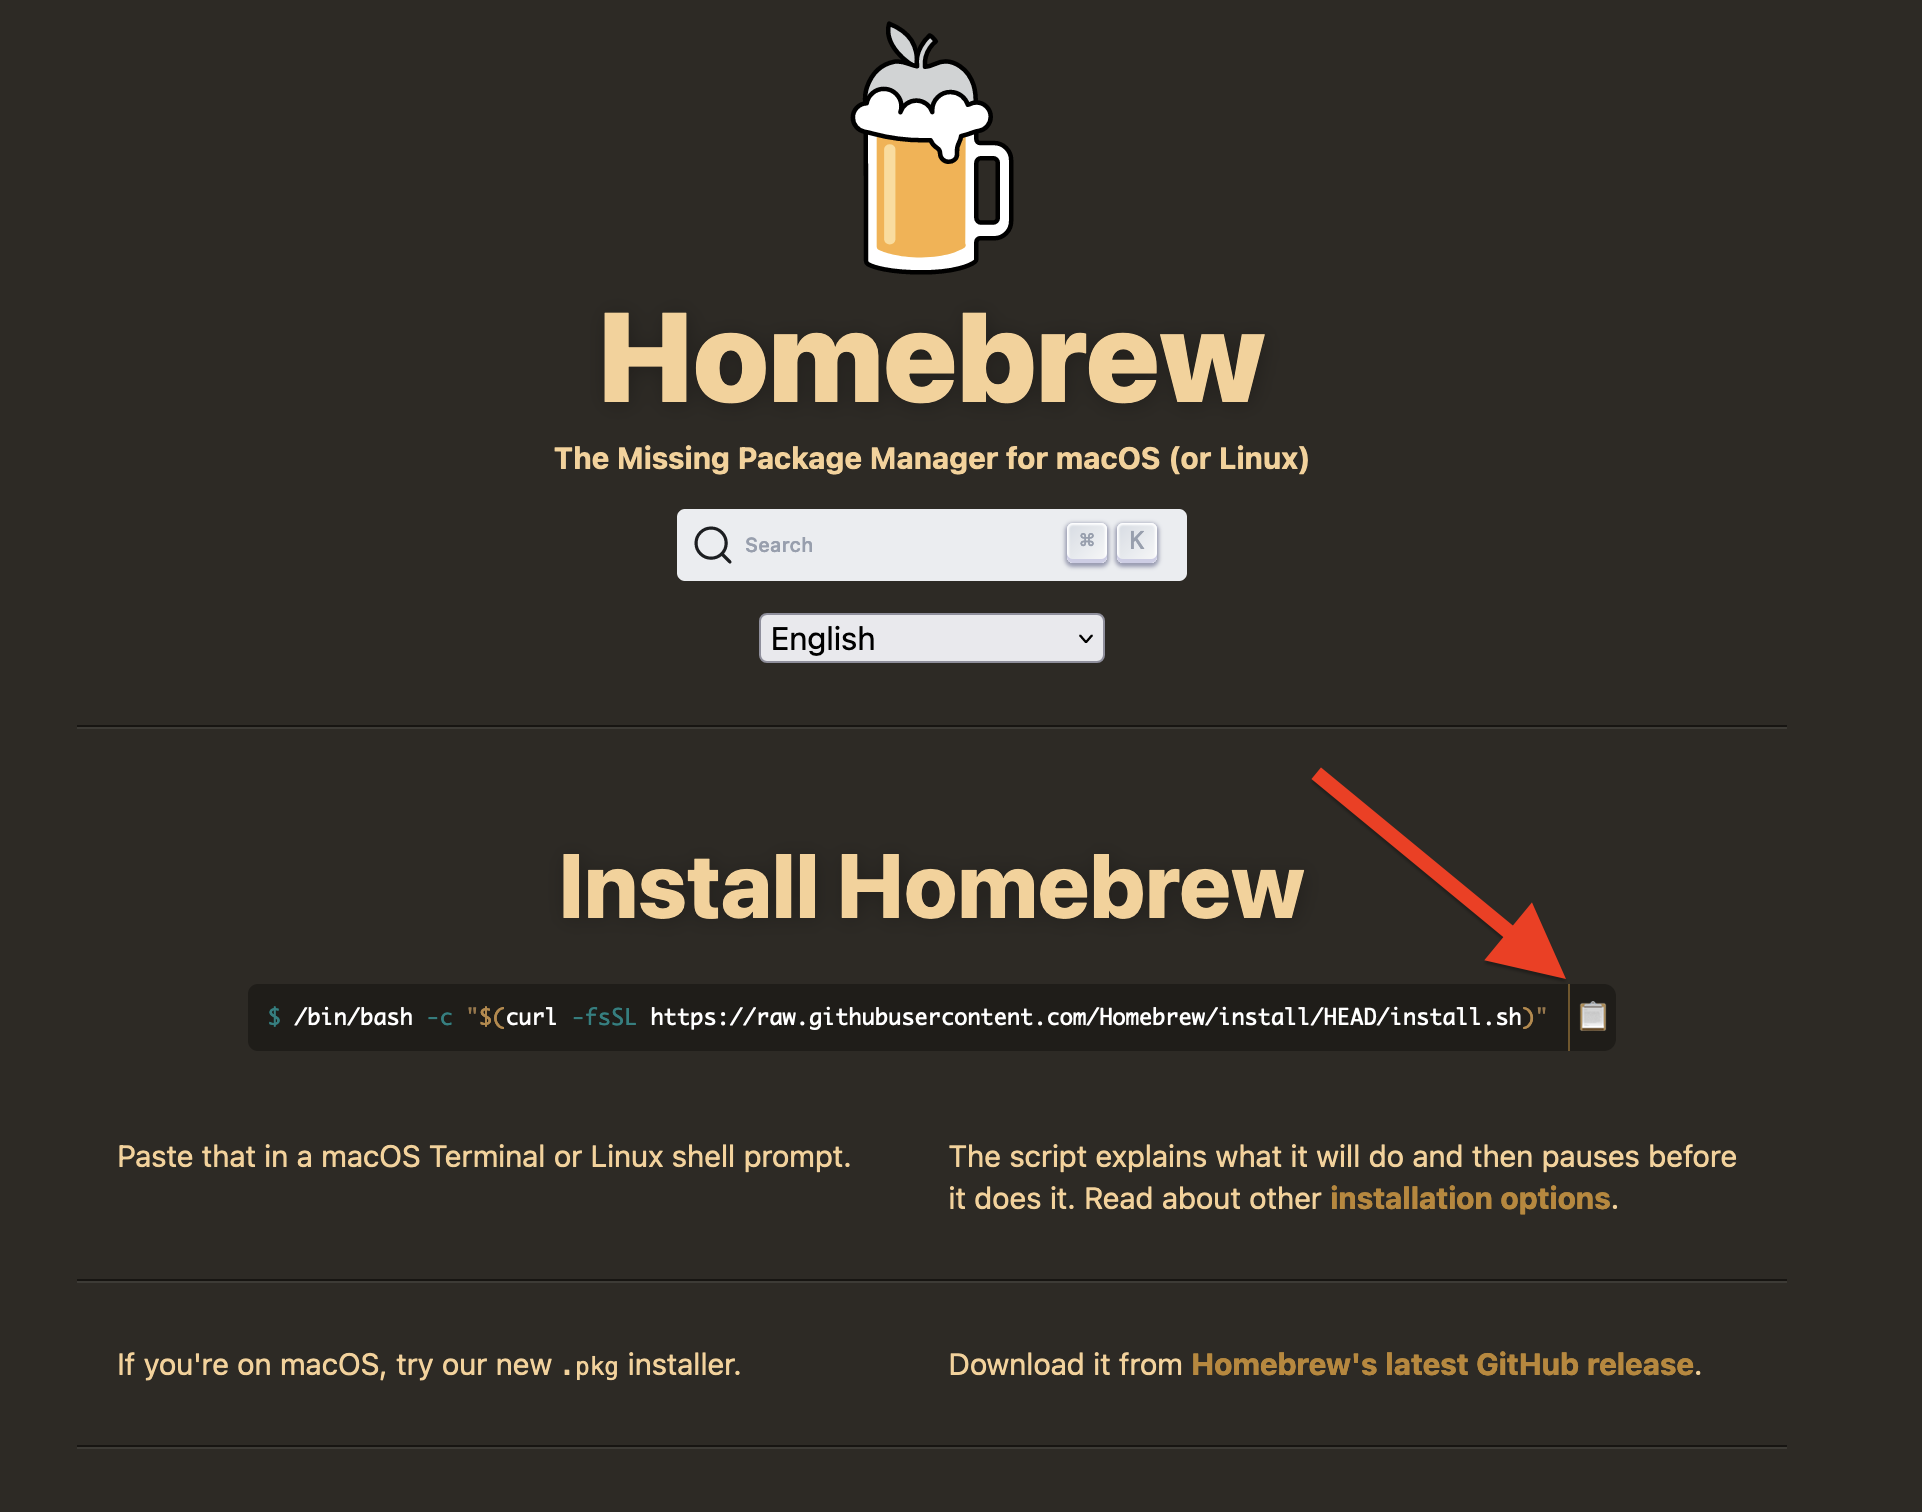 Homebrew
The Missing Package Manager for macOS (or Linux)
Search ⌘ K
English
Install Homebrew
$ /bin/bash -c "$(curl -fsSL https://raw.githubusercontent.com/Homebrew/install/HEAD/install.sh)"
Paste that in a macOS Terminal or Linux shell prompt.
The script explains what it will do and then pauses before
it does it. Read about other installation options.
If you're on macOS, try our new .pkg installer.
Download it from Homebrew's latest GitHub release.